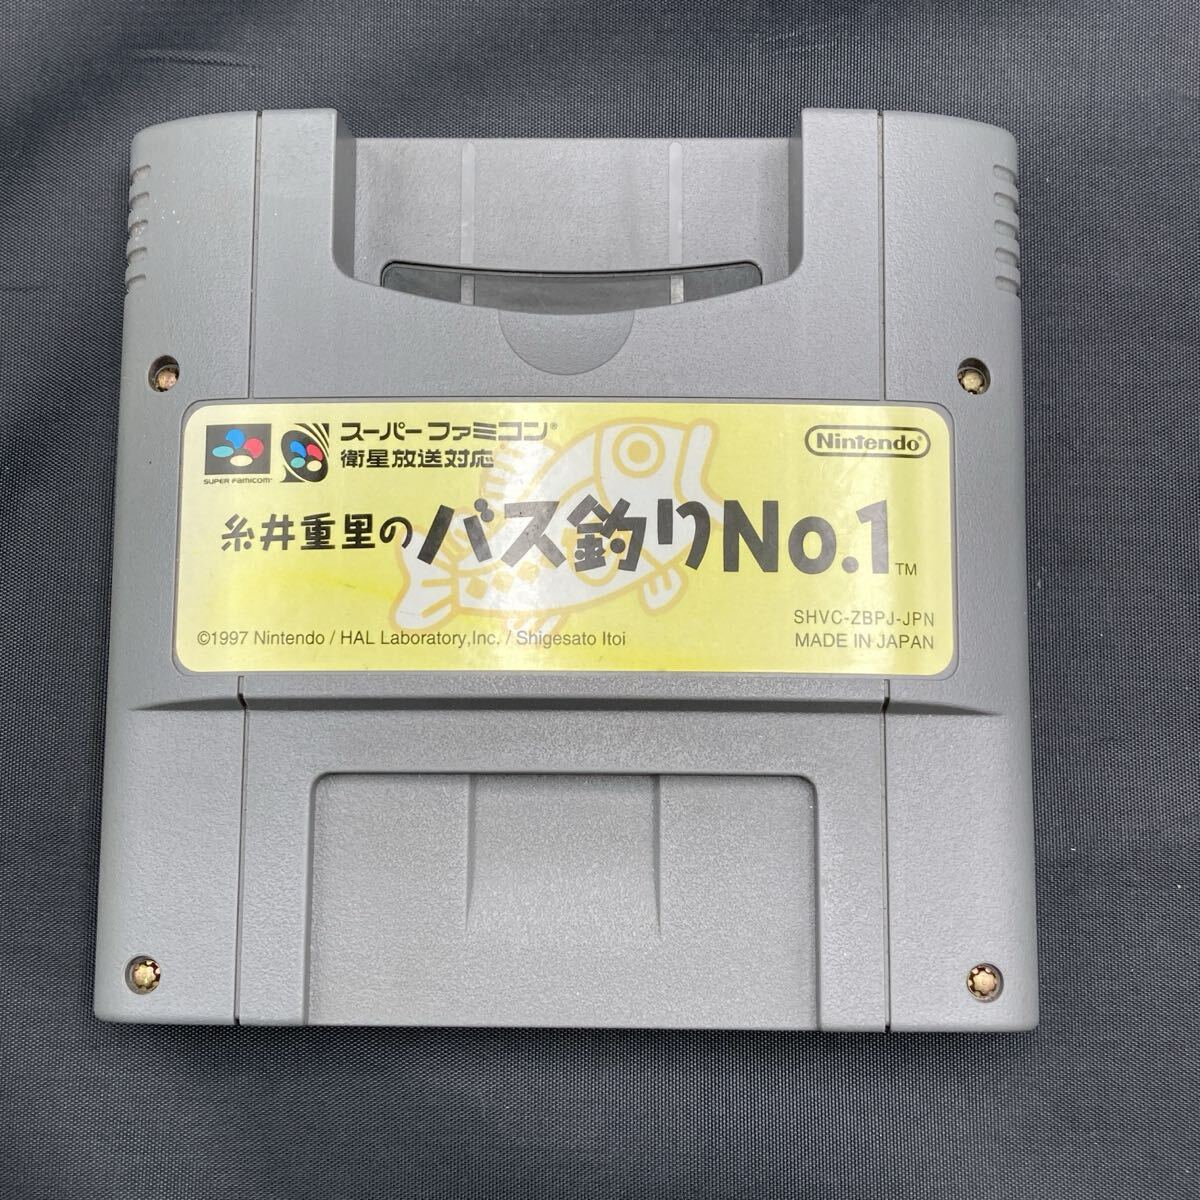 スーパーファミコン®
衛星放送対応
SUPER FAMICOM™
Nintendo®
糸井重里のバス釣りNo.1™
SHVC-ZBPJ-JPN
©1997 Nintendo / HAL Laboratory,Inc. / Shigesato Itoi
MADE IN JAPAN